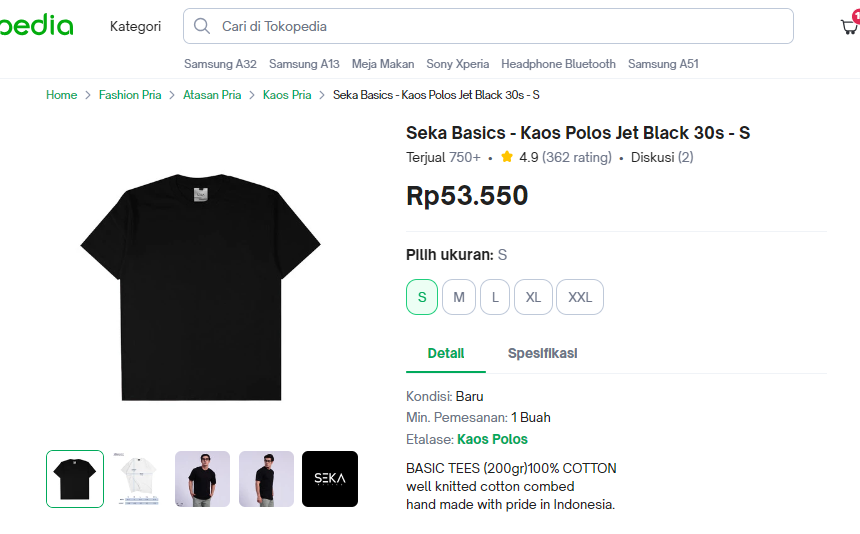 pedia
Kategori
Cari di Tokopedia
1
Samsung A32 Samsung A13 Meja Makan Sony Xperia Headphone Bluetooth Samsung A51
Home > Fashion Pria > Atasan Pria > Kaos Pria > Seka Basics - Kaos Polos Jet Black 30s - S
Seka Basics - Kaos Polos Jet Black 30s - S
Terjual 750+ • 4.9 (362 rating) • Diskusi (2)
Rp53.550
Pilih ukuran: S
S M L XL XXL
Detail Spesifikasi
Kondisi: Baru
Min. Pemesanan: 1 Buah
Etalase: Kaos Polos
BASIC TEES (200gr)100% COTTON
well knitted cotton combed
hand made with pride in Indonesia.
SEKA